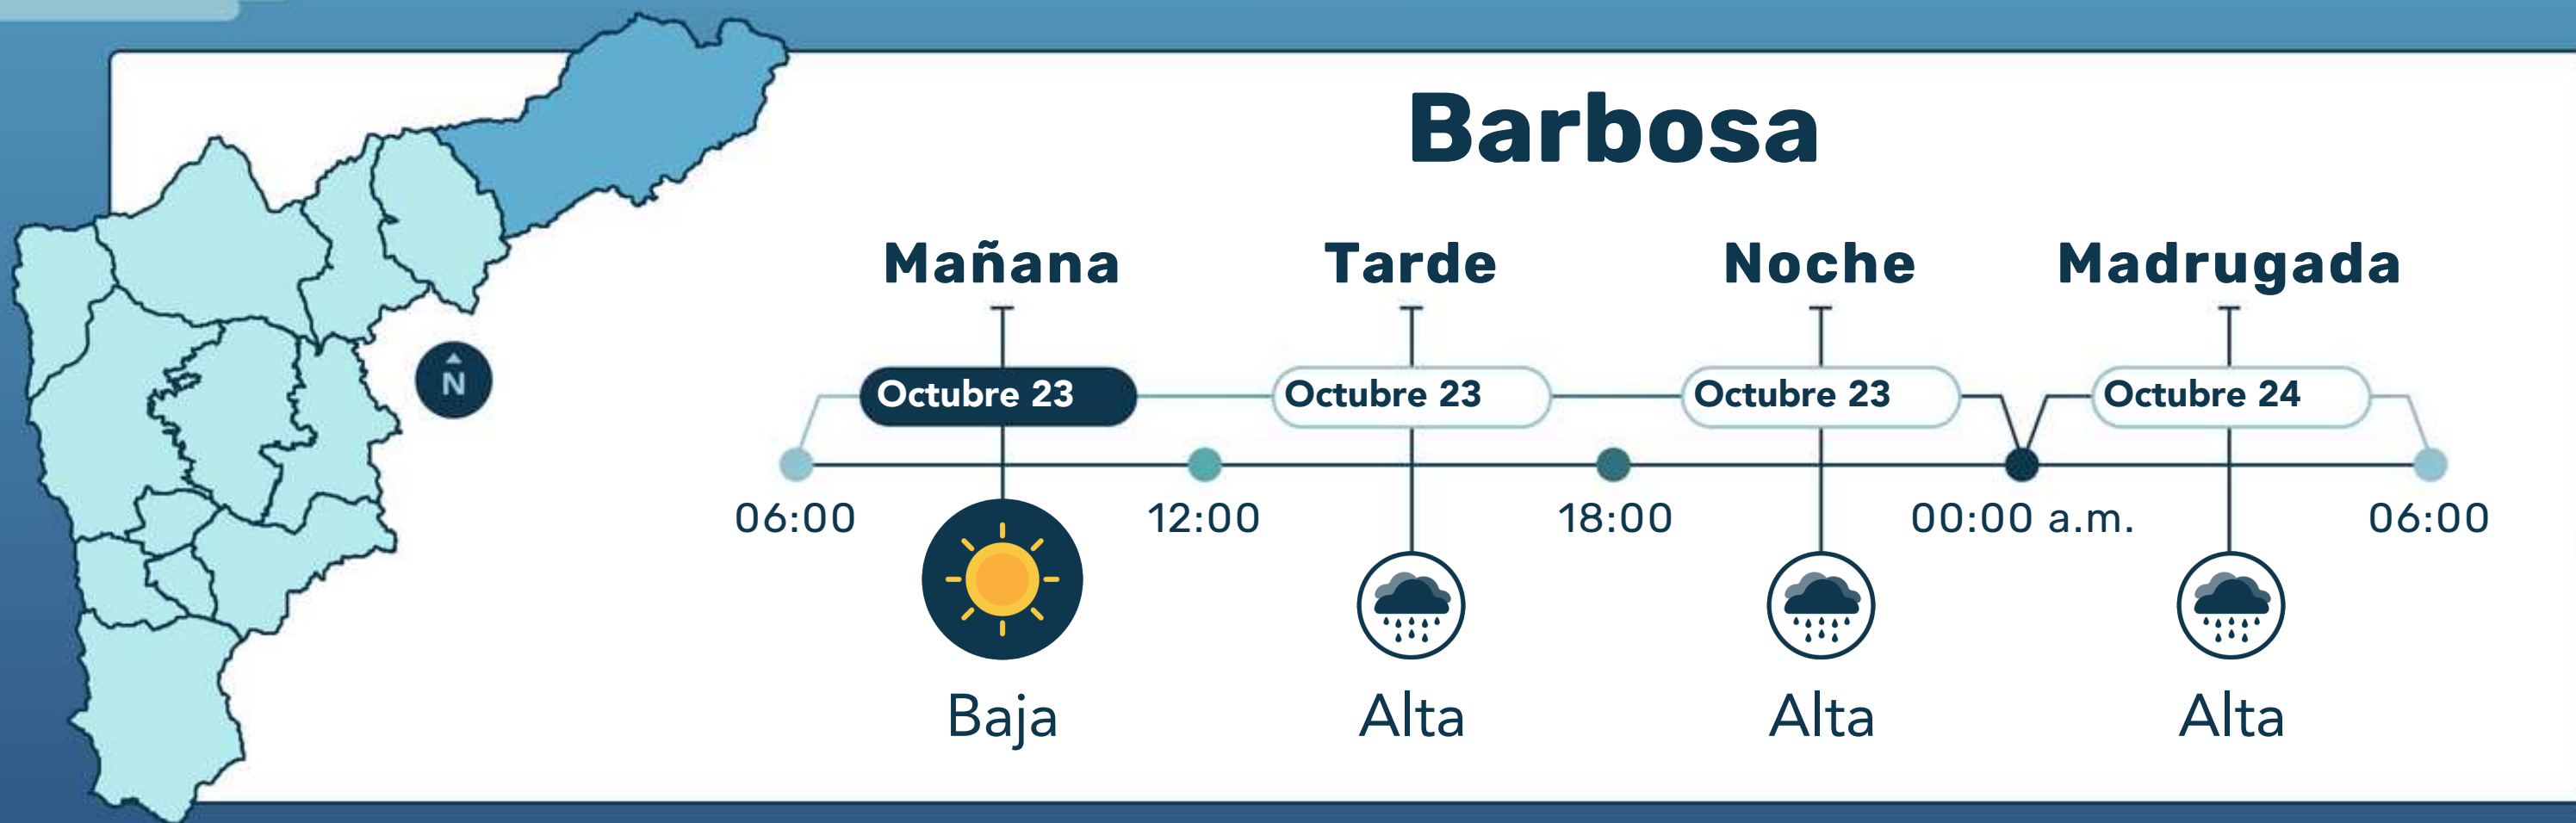 Barbosa
Mañana Tarde Noche Madrugada
N
Octubre 23 Octubre 23 Octubre 23 Octubre 24
06:00 12:00 18:00 00:00 a.m. 06:00
Baja Alta Alta Alta